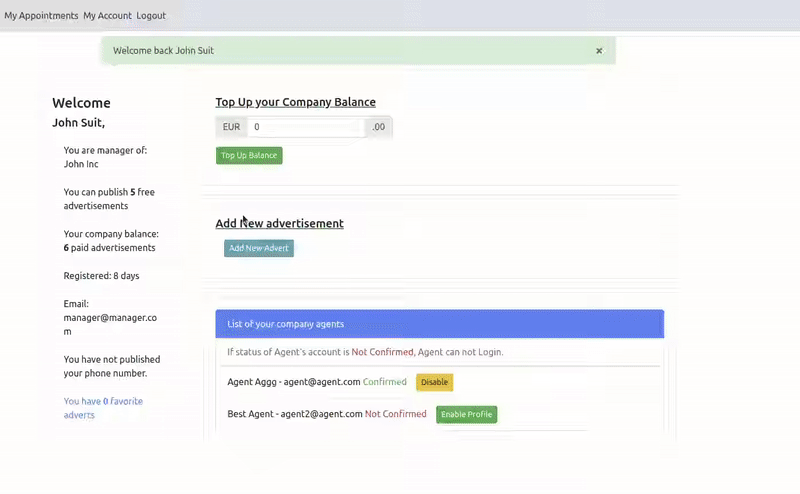 My Appointments My Account Logout
Welcome back John Suit ×
Welcome
John Suit,
You are manager of:
John Inc
You can publish 5 free
advertisements
Your company balance:
6 paid advertisements
Registered: 8 days
Email:
manager@manager.co
m
You have not published
your phone number.
You have 0 favorite
adverts
Top Up your Company Balance
EUR 0 .00
Top Up Balance
Add New advertisement
Add New Advert
List of your company agents
If status of Agent's account is Not Confirmed, Agent can not Login.
Agent Aggg - agent@agent.com Confirmed Disable
Best Agent - agent2@agent.com Not Confirmed Enable Profile